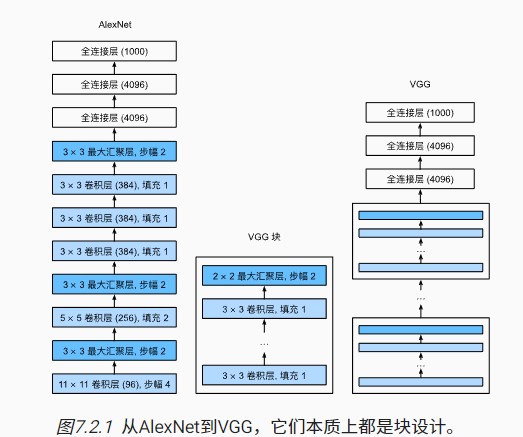 AlexNet
全连接层 (1000)
全连接层 (4096)
全连接层 (4096)
3 × 3 最大汇聚层, 步幅 2
3 × 3 卷积层 (384), 填充 1
3 × 3 卷积层 (384), 填充 1
3 × 3 卷积层 (384), 填充 1
3 × 3 最大汇聚层, 步幅 2
5 × 5 卷积层 (256), 填充 2
3 × 3 最大汇聚层, 步幅 2
11 × 11 卷积层 (96), 步幅 4
VGG 块
2 × 2 最大汇聚层, 步幅 2
3 × 3 卷积层, 填充 1
...
3 × 3 卷积层, 填充 1
VGG
全连接层 (1000)
全连接层 (4096)
全连接层 (4096)
...
...
...
图7.2.1 从AlexNet到VGG，它们本质上都是块设计。